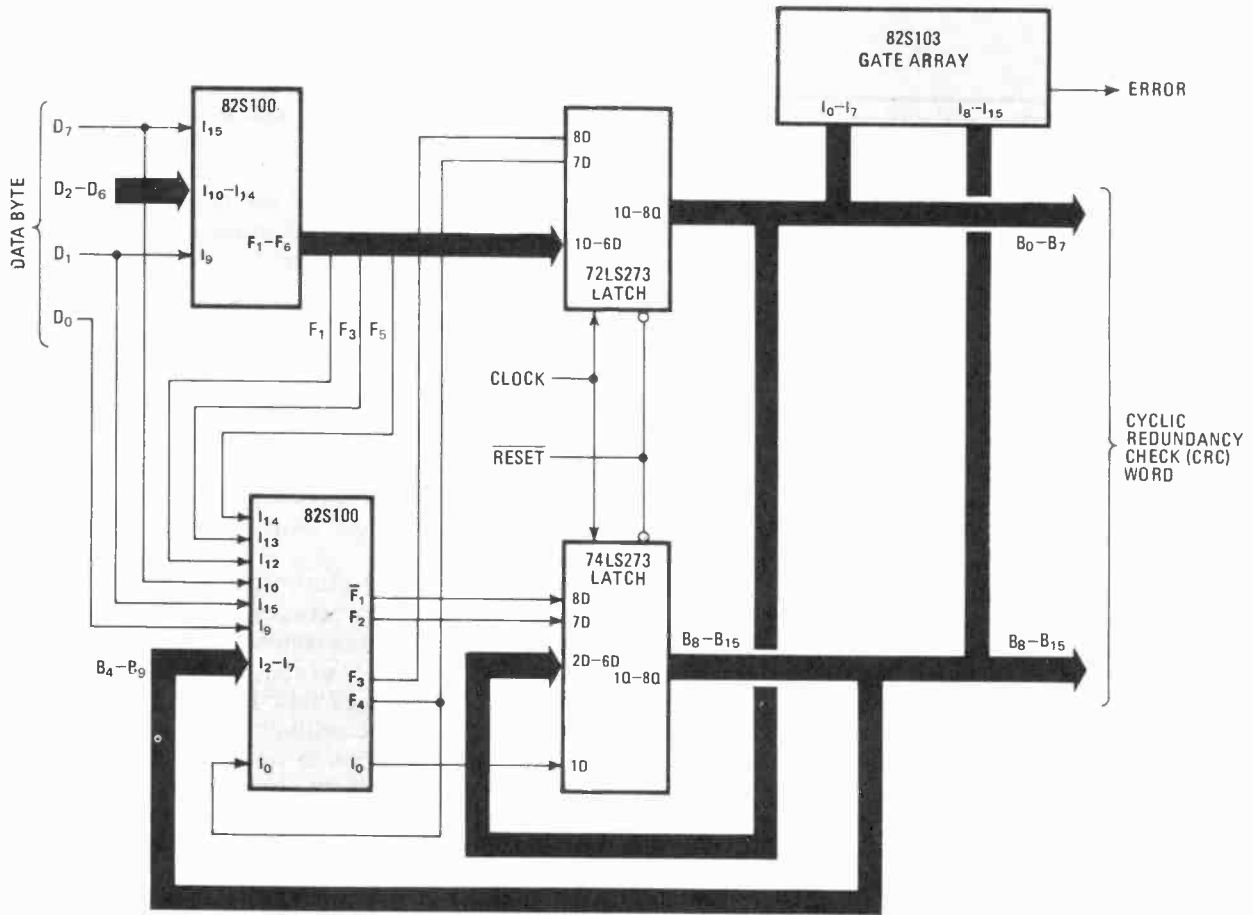 82S103
GATE ARRAY
I0–I7
I8–I15
ERROR
DATA BYTE
D7
D2–D6
D1
D0
82S100
I15
I10–I14
I9
F1–F6
F1
F3
F5
8D
7D
1Q–8Q
1D–6D
72LS273
LATCH
B0–B7
CLOCK
RESET
CYCLIC
REDUNDANCY
CHECK (CRC)
WORD
82S100
I14
I13
I12
I10
I15
I9
I2–I7
I0
F1
F2
F3
F4
I0
B4–B9
74LS273
LATCH
8D
7D
2D–6D
1Q–8Q
1D
B8–B15
B8–B15